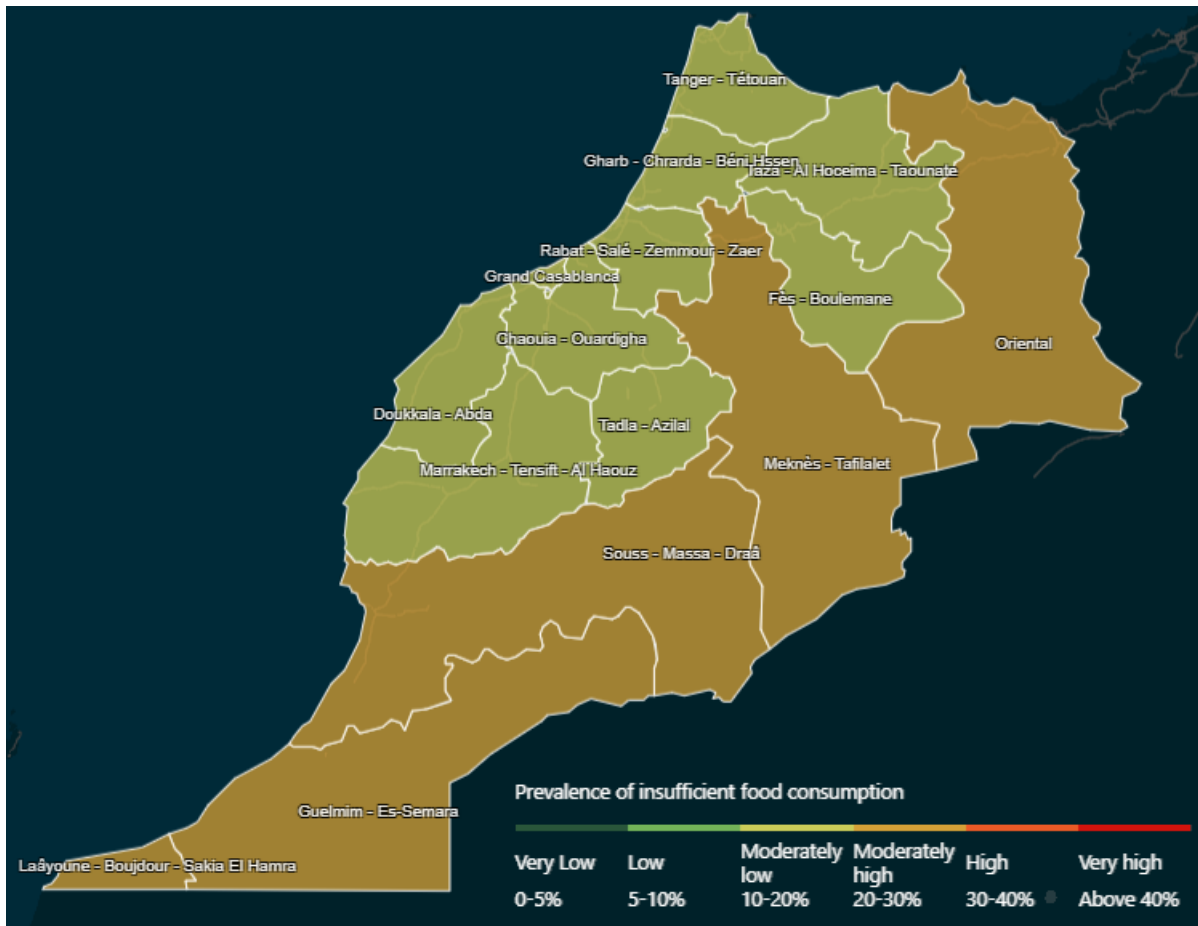 Tanger - Tétouan
Gharb - Chrarda - Béni Hssen
Taza - Al Hoceima - Taounate
Rabat - Salé - Zemmour - Zaer
Grand Casablanca
Fès - Boulemane
Chaouia - Ouardigha
Oriental
Doukkala - Abda
Tadla - Azilal
Marrakech - Tensift - Al Haouz
Meknès - Tafilalet
Souss - Massa - Draâ
Guelmim - Es-Semara
Laâyoune - Boujdour - Sakia El Hamra
Prevalence of insufficient food consumption
Very Low
0-5%
Low
5-10%
Moderately
low
10-20%
Moderately
high
20-30%
High
30-40%
Very high
Above 40%